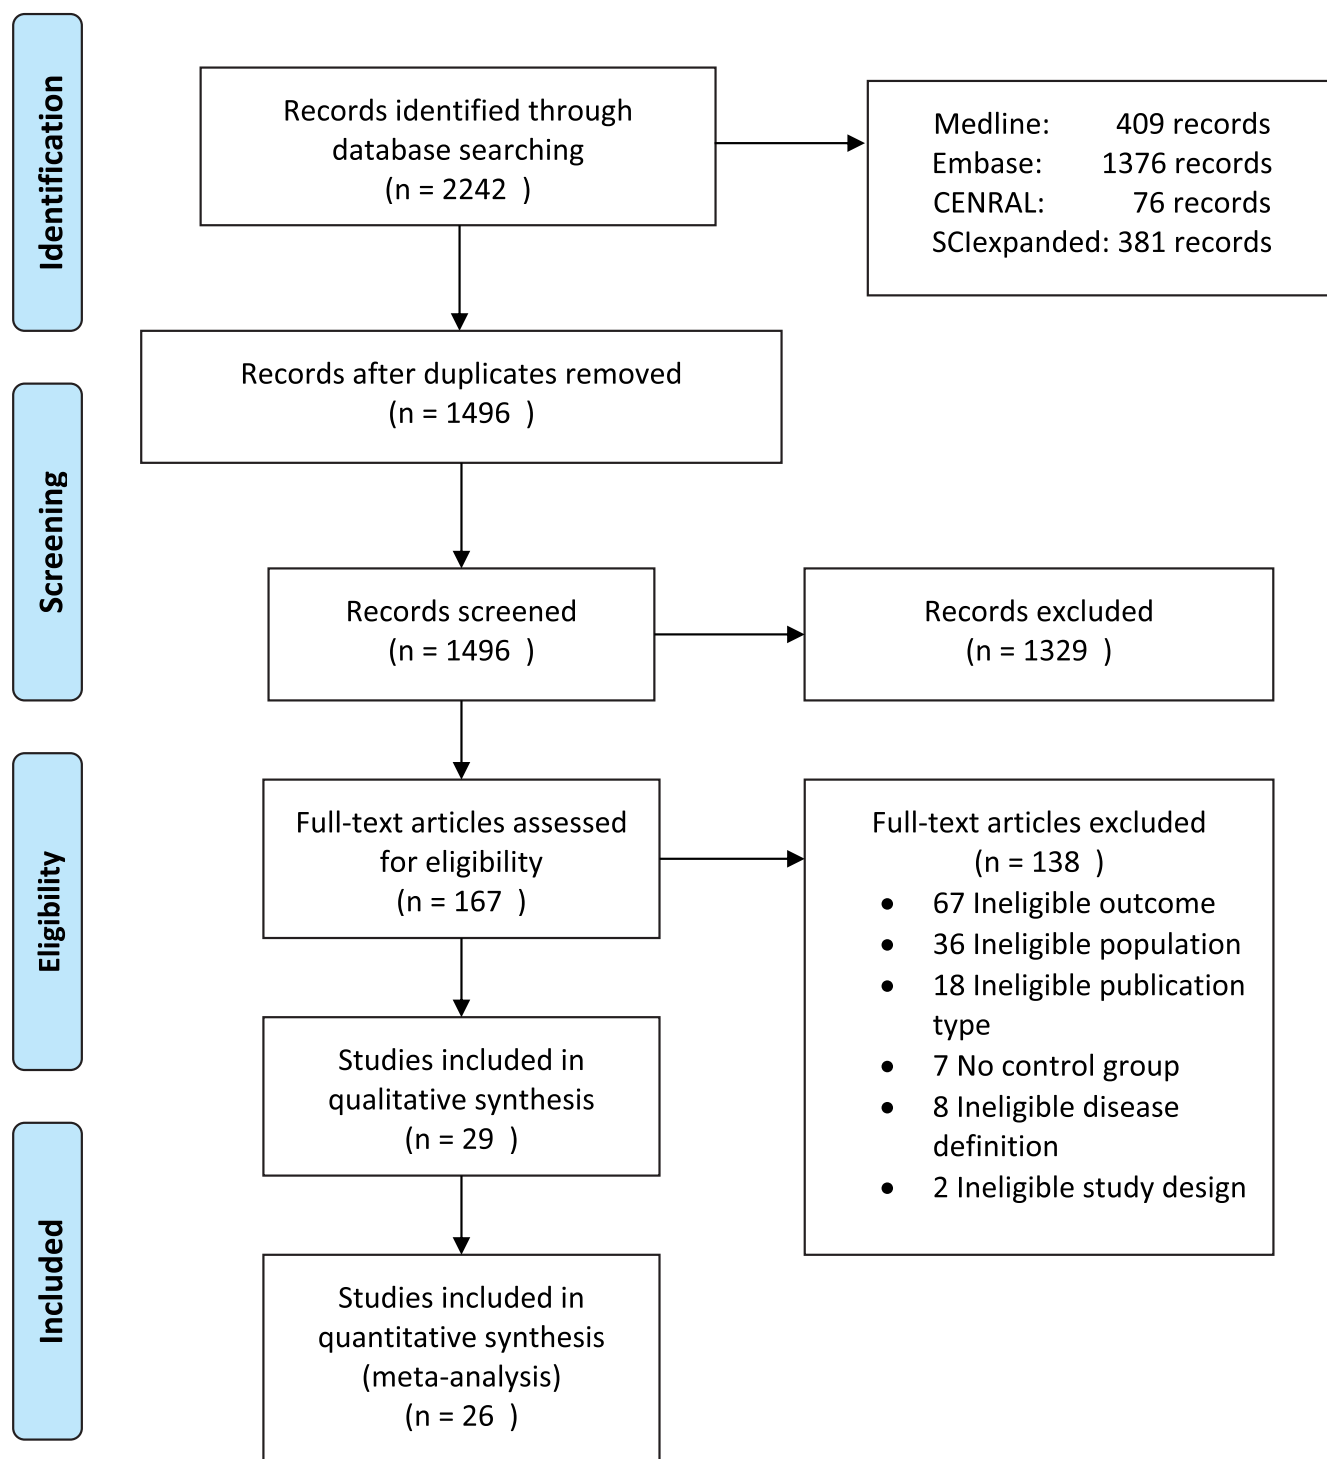 Identification
Records identified through
database searching
(n = 2242  )
Medline: 409 records
Embase: 1376 records
CENRAL: 76 records
SCIexpanded: 381 records
Records after duplicates removed
(n = 1496  )
Screening
Records screened
(n = 1496  )
Records excluded
(n = 1329  )
Eligibility
Full-text articles assessed
for eligibility
(n = 167  )
Full-text articles excluded
(n = 138  )
• 67 Ineligible outcome
• 36 Ineligible population
• 18 Ineligible publication
type
• 7 No control group
• 8 Ineligible disease
definition
• 2 Ineligible study design
Studies included in
qualitative synthesis
(n = 29  )
Included
Studies included in
quantitative synthesis
(meta-analysis)
(n = 26  )